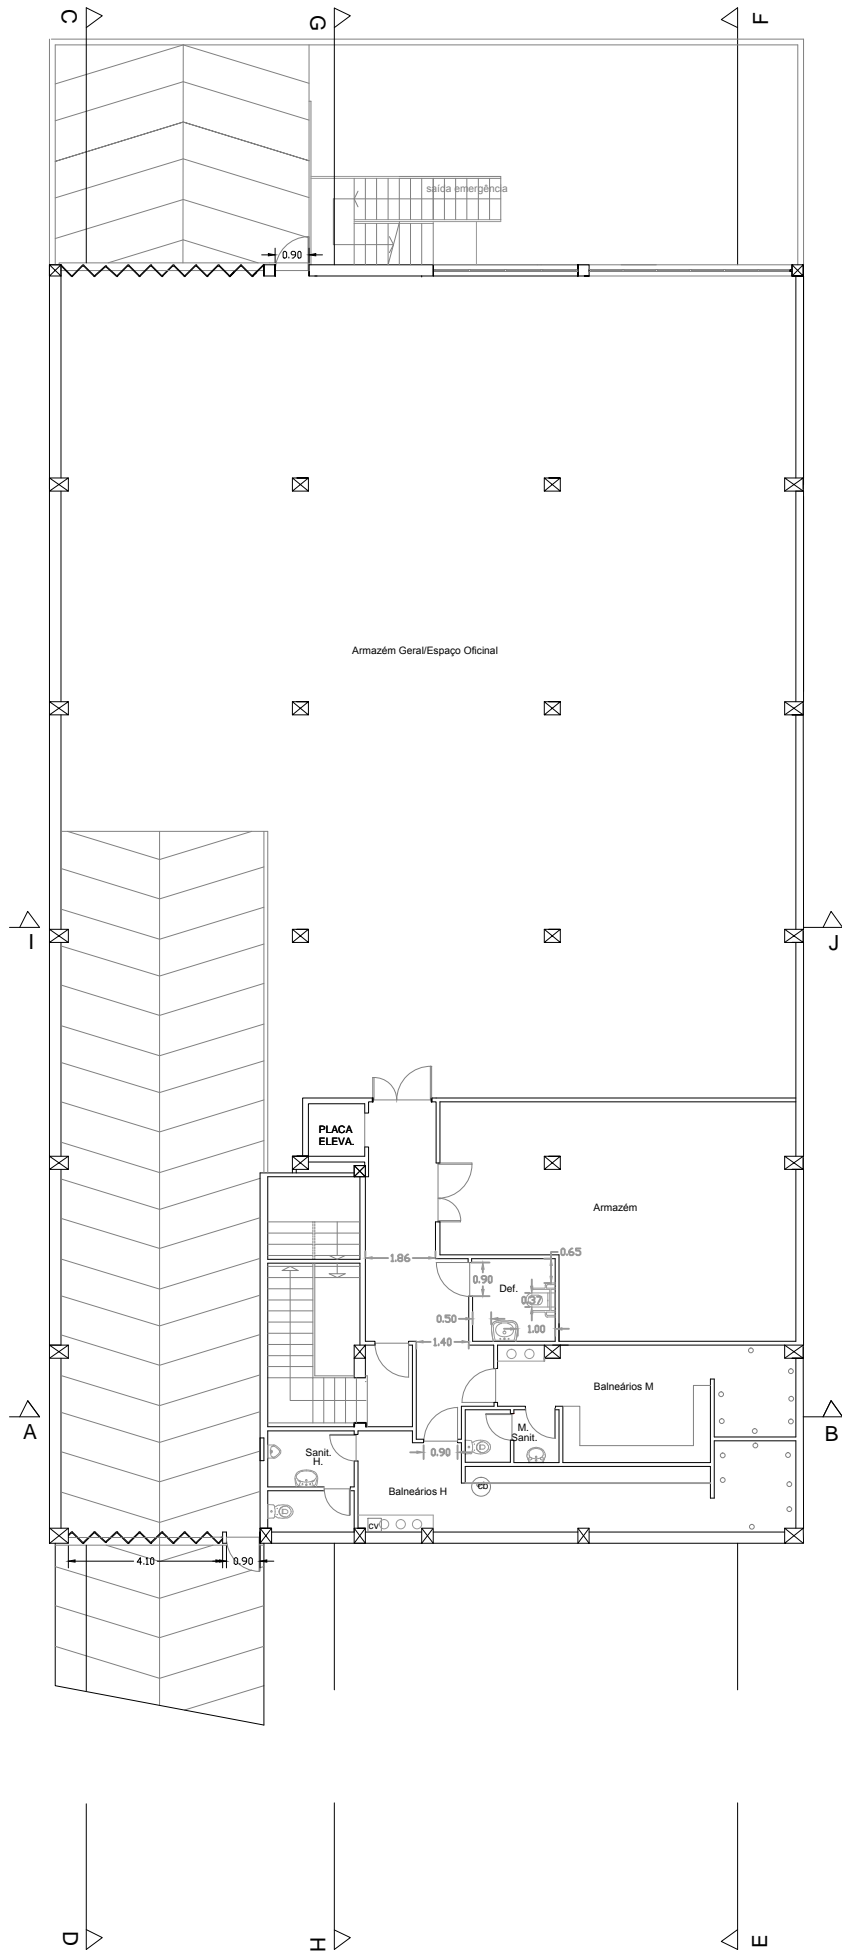 C
G
F
saída emergência
0.90
Armazém Geral/Espaço Oficinal
I
J
PLACA
ELEVA.
Armazém
1.86
0.65
0.90
Def.
0.37
0.50
1.00
1.40
Balneários M
A
B
M.
Sanit.
Sanit.
H.
0.90
Balneários H
CD
CV
4.10
0.90
D
H
E